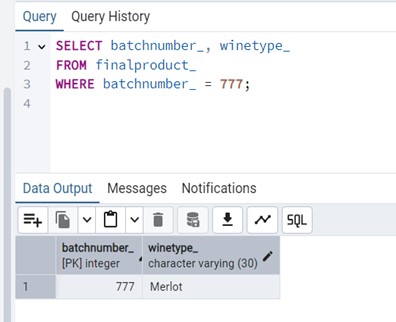 Query Query History
1 SELECT batchnumber_, winetype_
2 FROM finalproduct_
3 WHERE batchnumber_ = 777;
4
Data Output Messages Notifications
SQL
batchnumber_ winetype_
[PK] integer character varying (30)
1 777 Merlot